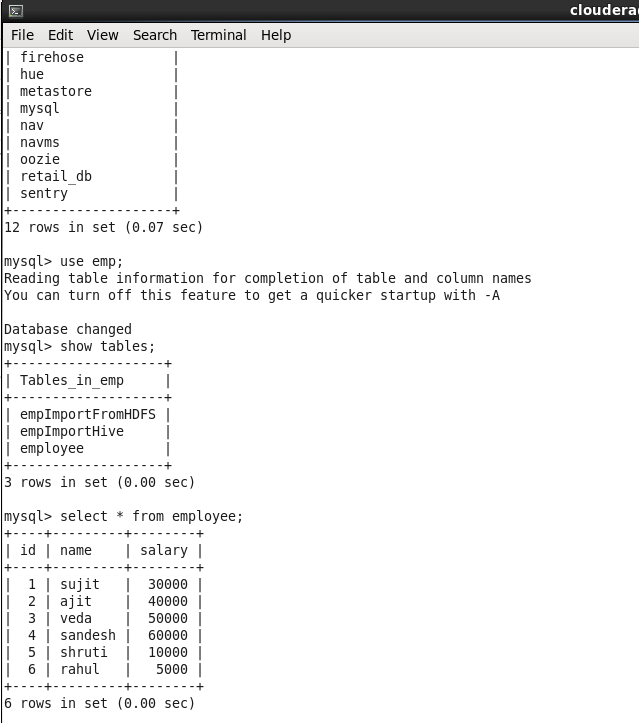 clouderа
File Edit View Search Terminal Help
| firehose           |
| hue                |
| metastore          |
| mysql              |
| nav                |
| navms              |
| oozie              |
| retail_db          |
| sentry             |
+--------------------+
12 rows in set (0.07 sec)
mysql> use emp;
Reading table information for completion of table and column names
You can turn off this feature to get a quicker startup with -A
Database changed
mysql> show tables;
+-------------------+
| Tables_in_emp     |
+-------------------+
| empImportFromHDFS |
| empImportHive     |
| employee          |
+-------------------+
3 rows in set (0.00 sec)
mysql> select * from employee;
+----+---------+--------+
| id | name    | salary |
+----+---------+--------+
|  1 | sujit   |  30000 |
|  2 | ajit    |  40000 |
|  3 | veda    |  50000 |
|  4 | sandesh |  60000 |
|  5 | shruti  |  10000 |
|  6 | rahul   |   5000 |
+----+---------+--------+
6 rows in set (0.00 sec)